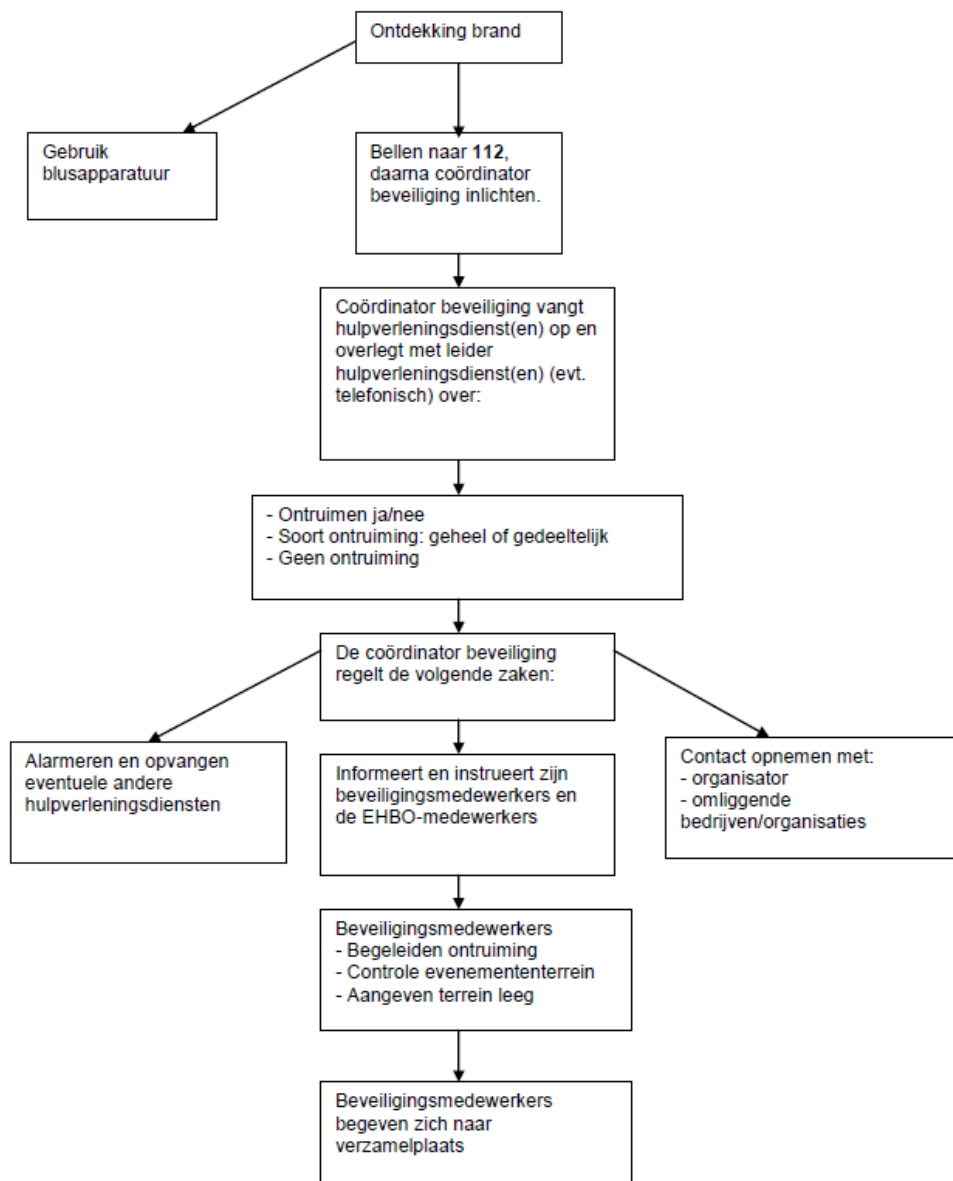 Ontdekking brand
Gebruik
blusapparatuur
Bellen naar 112,
daarna coördinator
beveiliging inlichten.
Coördinator beveiliging vangt
hulpverleningsdienst(en) op en
overlegt met leider
hulpverleningsdienst(en) (evt.
telefonisch) over:
- Ontruimen ja/nee
- Soort ontruiming: geheel of gedeeltelijk
- Geen ontruiming
De coördinator beveiliging
regelt de volgende zaken:
Alarmeren en opvangen
eventuele andere
hulpverleningsdiensten
Informeert en instrueert zijn
beveiligingsmedewerkers en
de EHBO-medewerkers
Contact opnemen met:
- organisator
- omliggende
bedrijven/organisaties
Beveiligingsmedewerkers
- Begeleiden ontruiming
- Controle evenemententerrein
- Aangeven terrein leeg
Beveiligingsmedewerkers
begeven zich naar
verzamelplaats